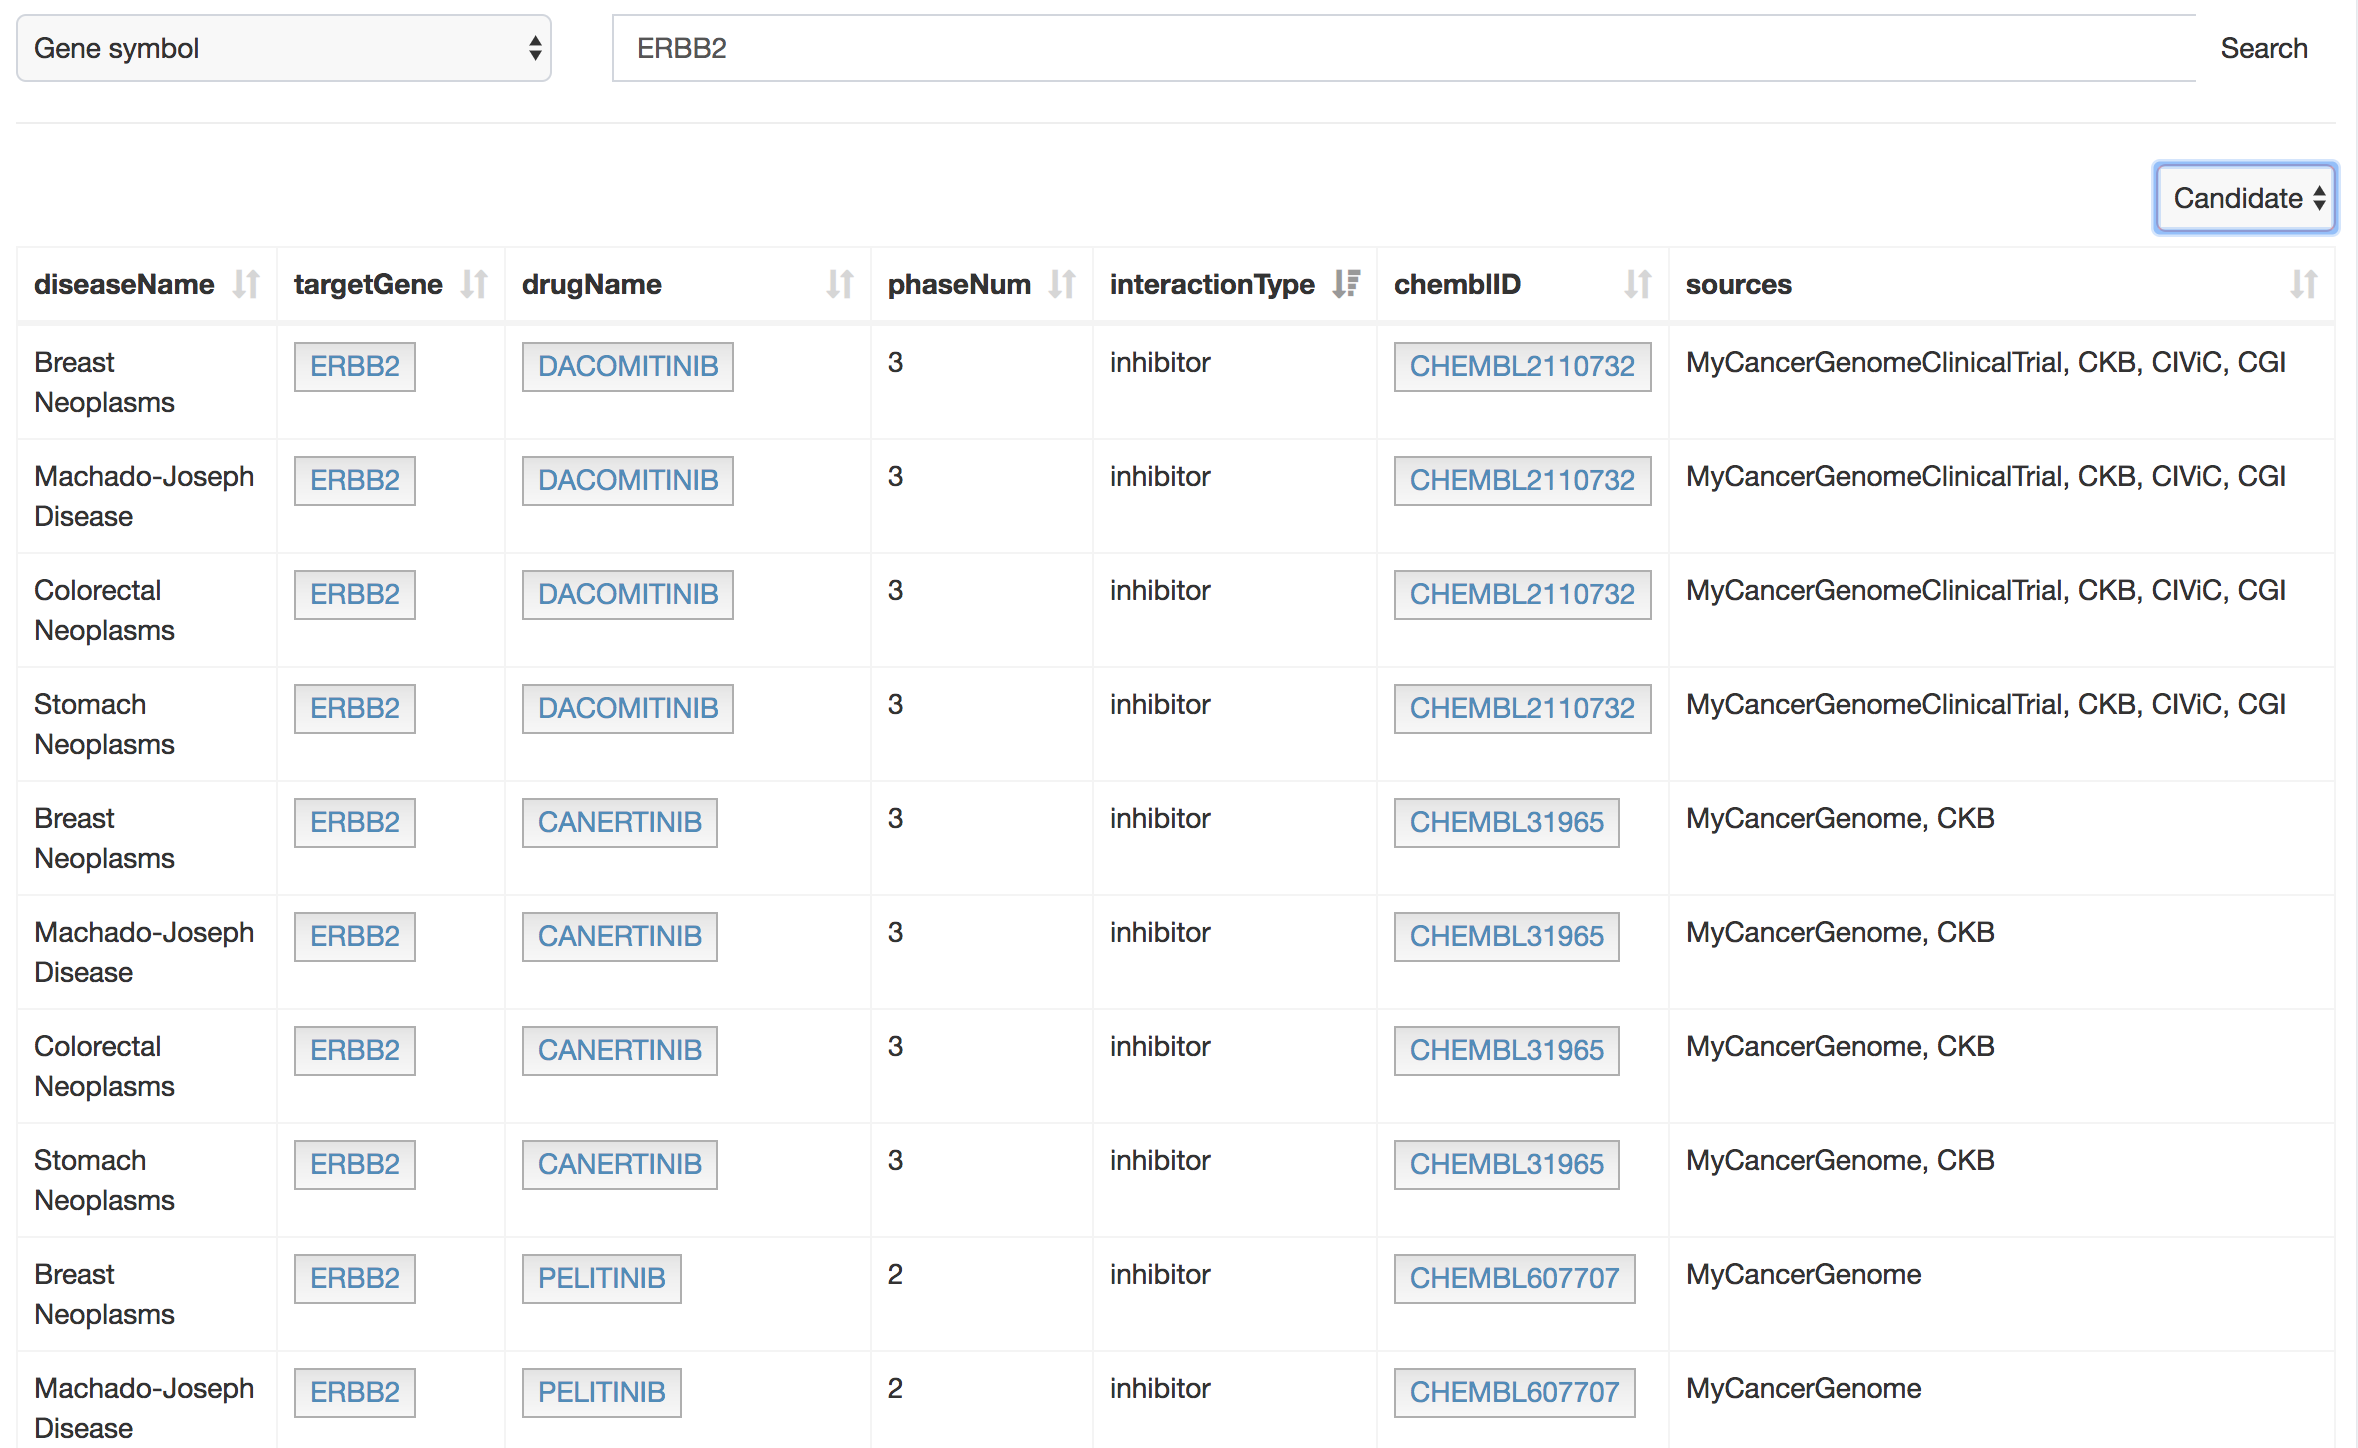 Gene symbol ERBB2 Search
Candidate
diseaseName targetGene drugName phaseNum interactionType chemblID sources
Breast ERBB2 DACOMITINIB 3 inhibitor CHEMBL2110732 MyCancerGenomeClinicalTrial, CKB, CIViC, CGI
Neoplasms
Machado-Joseph ERBB2 DACOMITINIB 3 inhibitor CHEMBL2110732 MyCancerGenomeClinicalTrial, CKB, CIViC, CGI
Disease
Colorectal ERBB2 DACOMITINIB 3 inhibitor CHEMBL2110732 MyCancerGenomeClinicalTrial, CKB, CIViC, CGI
Neoplasms
Stomach ERBB2 DACOMITINIB 3 inhibitor CHEMBL2110732 MyCancerGenomeClinicalTrial, CKB, CIViC, CGI
Neoplasms
Breast ERBB2 CANERTINIB 3 inhibitor CHEMBL31965 MyCancerGenome, CKB
Neoplasms
Machado-Joseph ERBB2 CANERTINIB 3 inhibitor CHEMBL31965 MyCancerGenome, CKB
Disease
Colorectal ERBB2 CANERTINIB 3 inhibitor CHEMBL31965 MyCancerGenome, CKB
Neoplasms
Stomach ERBB2 CANERTINIB 3 inhibitor CHEMBL31965 MyCancerGenome, CKB
Neoplasms
Breast ERBB2 PELITINIB 2 inhibitor CHEMBL607707 MyCancerGenome
Neoplasms
Machado-Joseph ERBB2 PELITINIB 2 inhibitor CHEMBL607707 MyCancerGenome
Disease